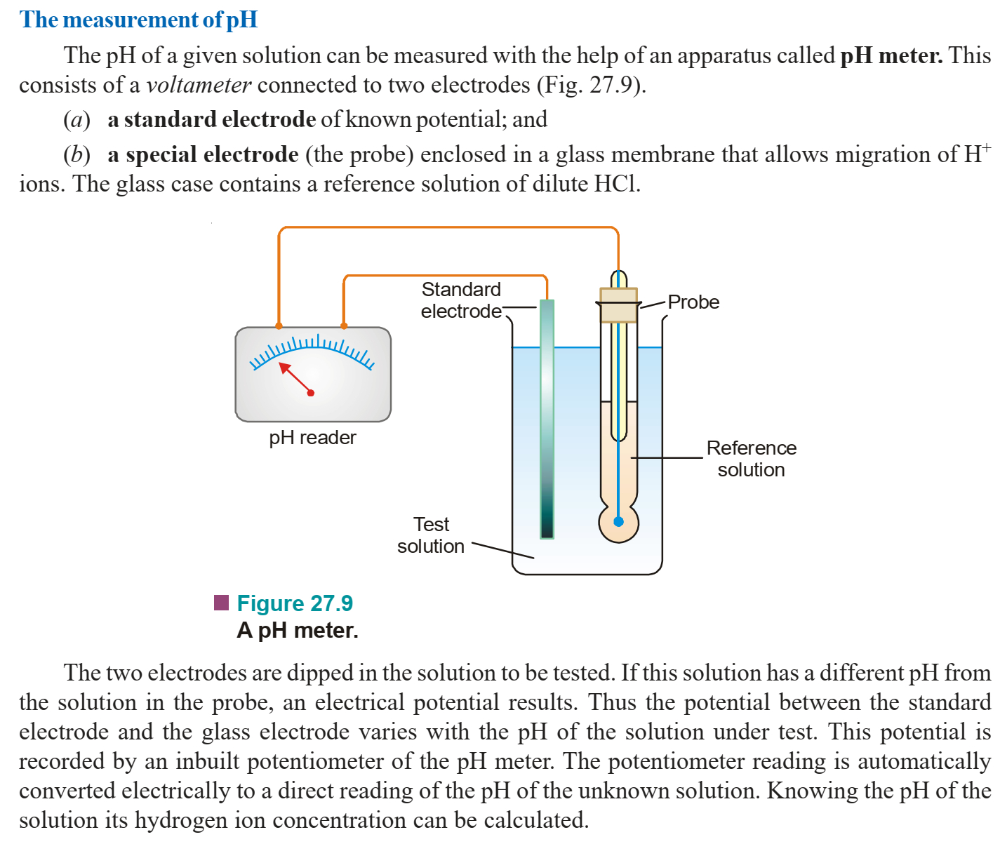 The measurement of pH
The pH of a given solution can be measured with the help of an apparatus called pH meter. This
consists of a voltameter connected to two electrodes (Fig. 27.9).
(a) a standard electrode of known potential; and
(b) a special electrode (the probe) enclosed in a glass membrane that allows migration of H⁺
ions. The glass case contains a reference solution of dilute HCl.
Standard
electrode
Probe
pH reader
Reference
solution
Test
solution
Figure 27.9
A pH meter.
The two electrodes are dipped in the solution to be tested. If this solution has a different pH from
the solution in the probe, an electrical potential results. Thus the potential between the standard
electrode and the glass electrode varies with the pH of the solution under test. This potential is
recorded by an inbuilt potentiometer of the pH meter. The potentiometer reading is automatically
converted electrically to a direct reading of the pH of the unknown solution. Knowing the pH of the
solution its hydrogen ion concentration can be calculated.